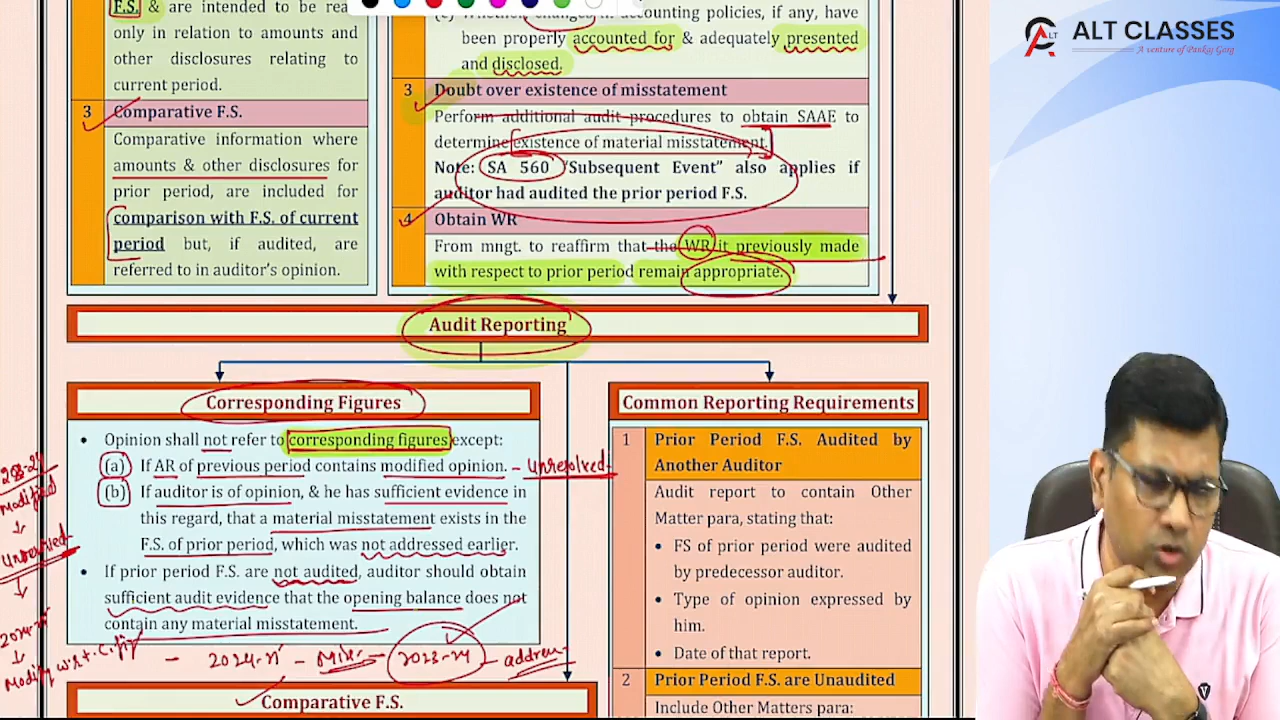 F.S. & are intended to be read
only in relation to amounts and
other disclosures relating to
current period.
3 Comparative F.S.
Comparative information where
amounts & other disclosures for
prior period, are included for
comparison with F.S. of current
period but, if audited, are
referred to in auditor's opinion.
(c) Whether changes in accounting policies, if any, have
been properly accounted for & adequately presented
and disclosed.
3 Doubt over existence of misstatement
Perform additional audit procedures to obtain SAAE to
determine existence of material misstatement.
Note: SA 560 "Subsequent Event" also applies if
auditor had audited the prior period F.S.
4 Obtain WR
From mngt. to reaffirm that the WR it previously made
with respect to prior period remain appropriate.
ALT
ALT CLASSES
A venture of Pankaj Garg
Audit Reporting
Corresponding Figures
• Opinion shall not refer to corresponding figures except:
(a) If AR of previous period contains modified opinion. - unresolved
(b) If auditor is of opinion, & he has sufficient evidence in
this regard, that a material misstatement exists in the
F.S. of prior period, which was not addressed earlier.
• If prior period F.S. are not audited, auditor should obtain
sufficient audit evidence that the opening balance does not
contain any material misstatement.
Modified
↓
unresolved
↓
↓
Modify w.r.t. C. fig
- 2024-25 - Miss - 2023-24 - address
Comparative F.S.
Common Reporting Requirements
1 Prior Period F.S. Audited by
Another Auditor
Audit report to contain Other
Matter para, stating that:
• FS of prior period were audited
by predecessor auditor.
• Type of opinion expressed by
him.
• Date of that report.
2 Prior Period F.S. are Unaudited
Include Other Matters para: